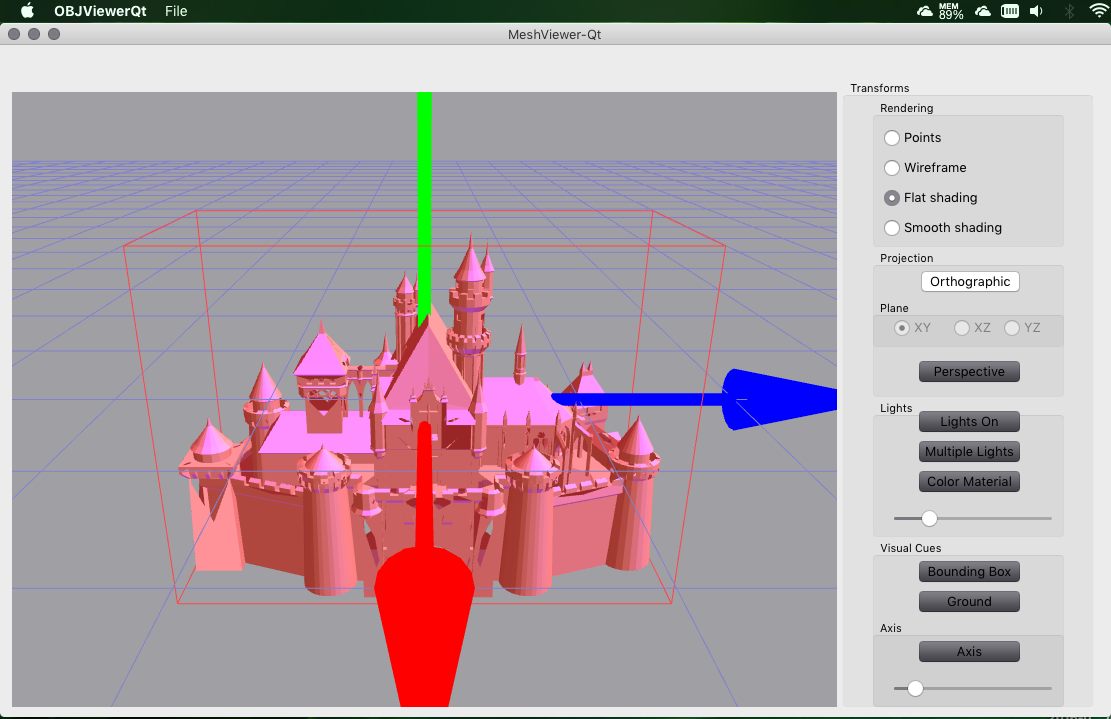 OBJViewerQt File MEM 89%
MeshViewer-Qt
Transforms
Rendering
Points
Wireframe
Flat shading
Smooth shading
Projection
Orthographic
Plane
XY XZ YZ
Perspective
Lights
Lights On
Multiple Lights
Color Material
Visual Cues
Bounding Box
Ground
Axis
Axis